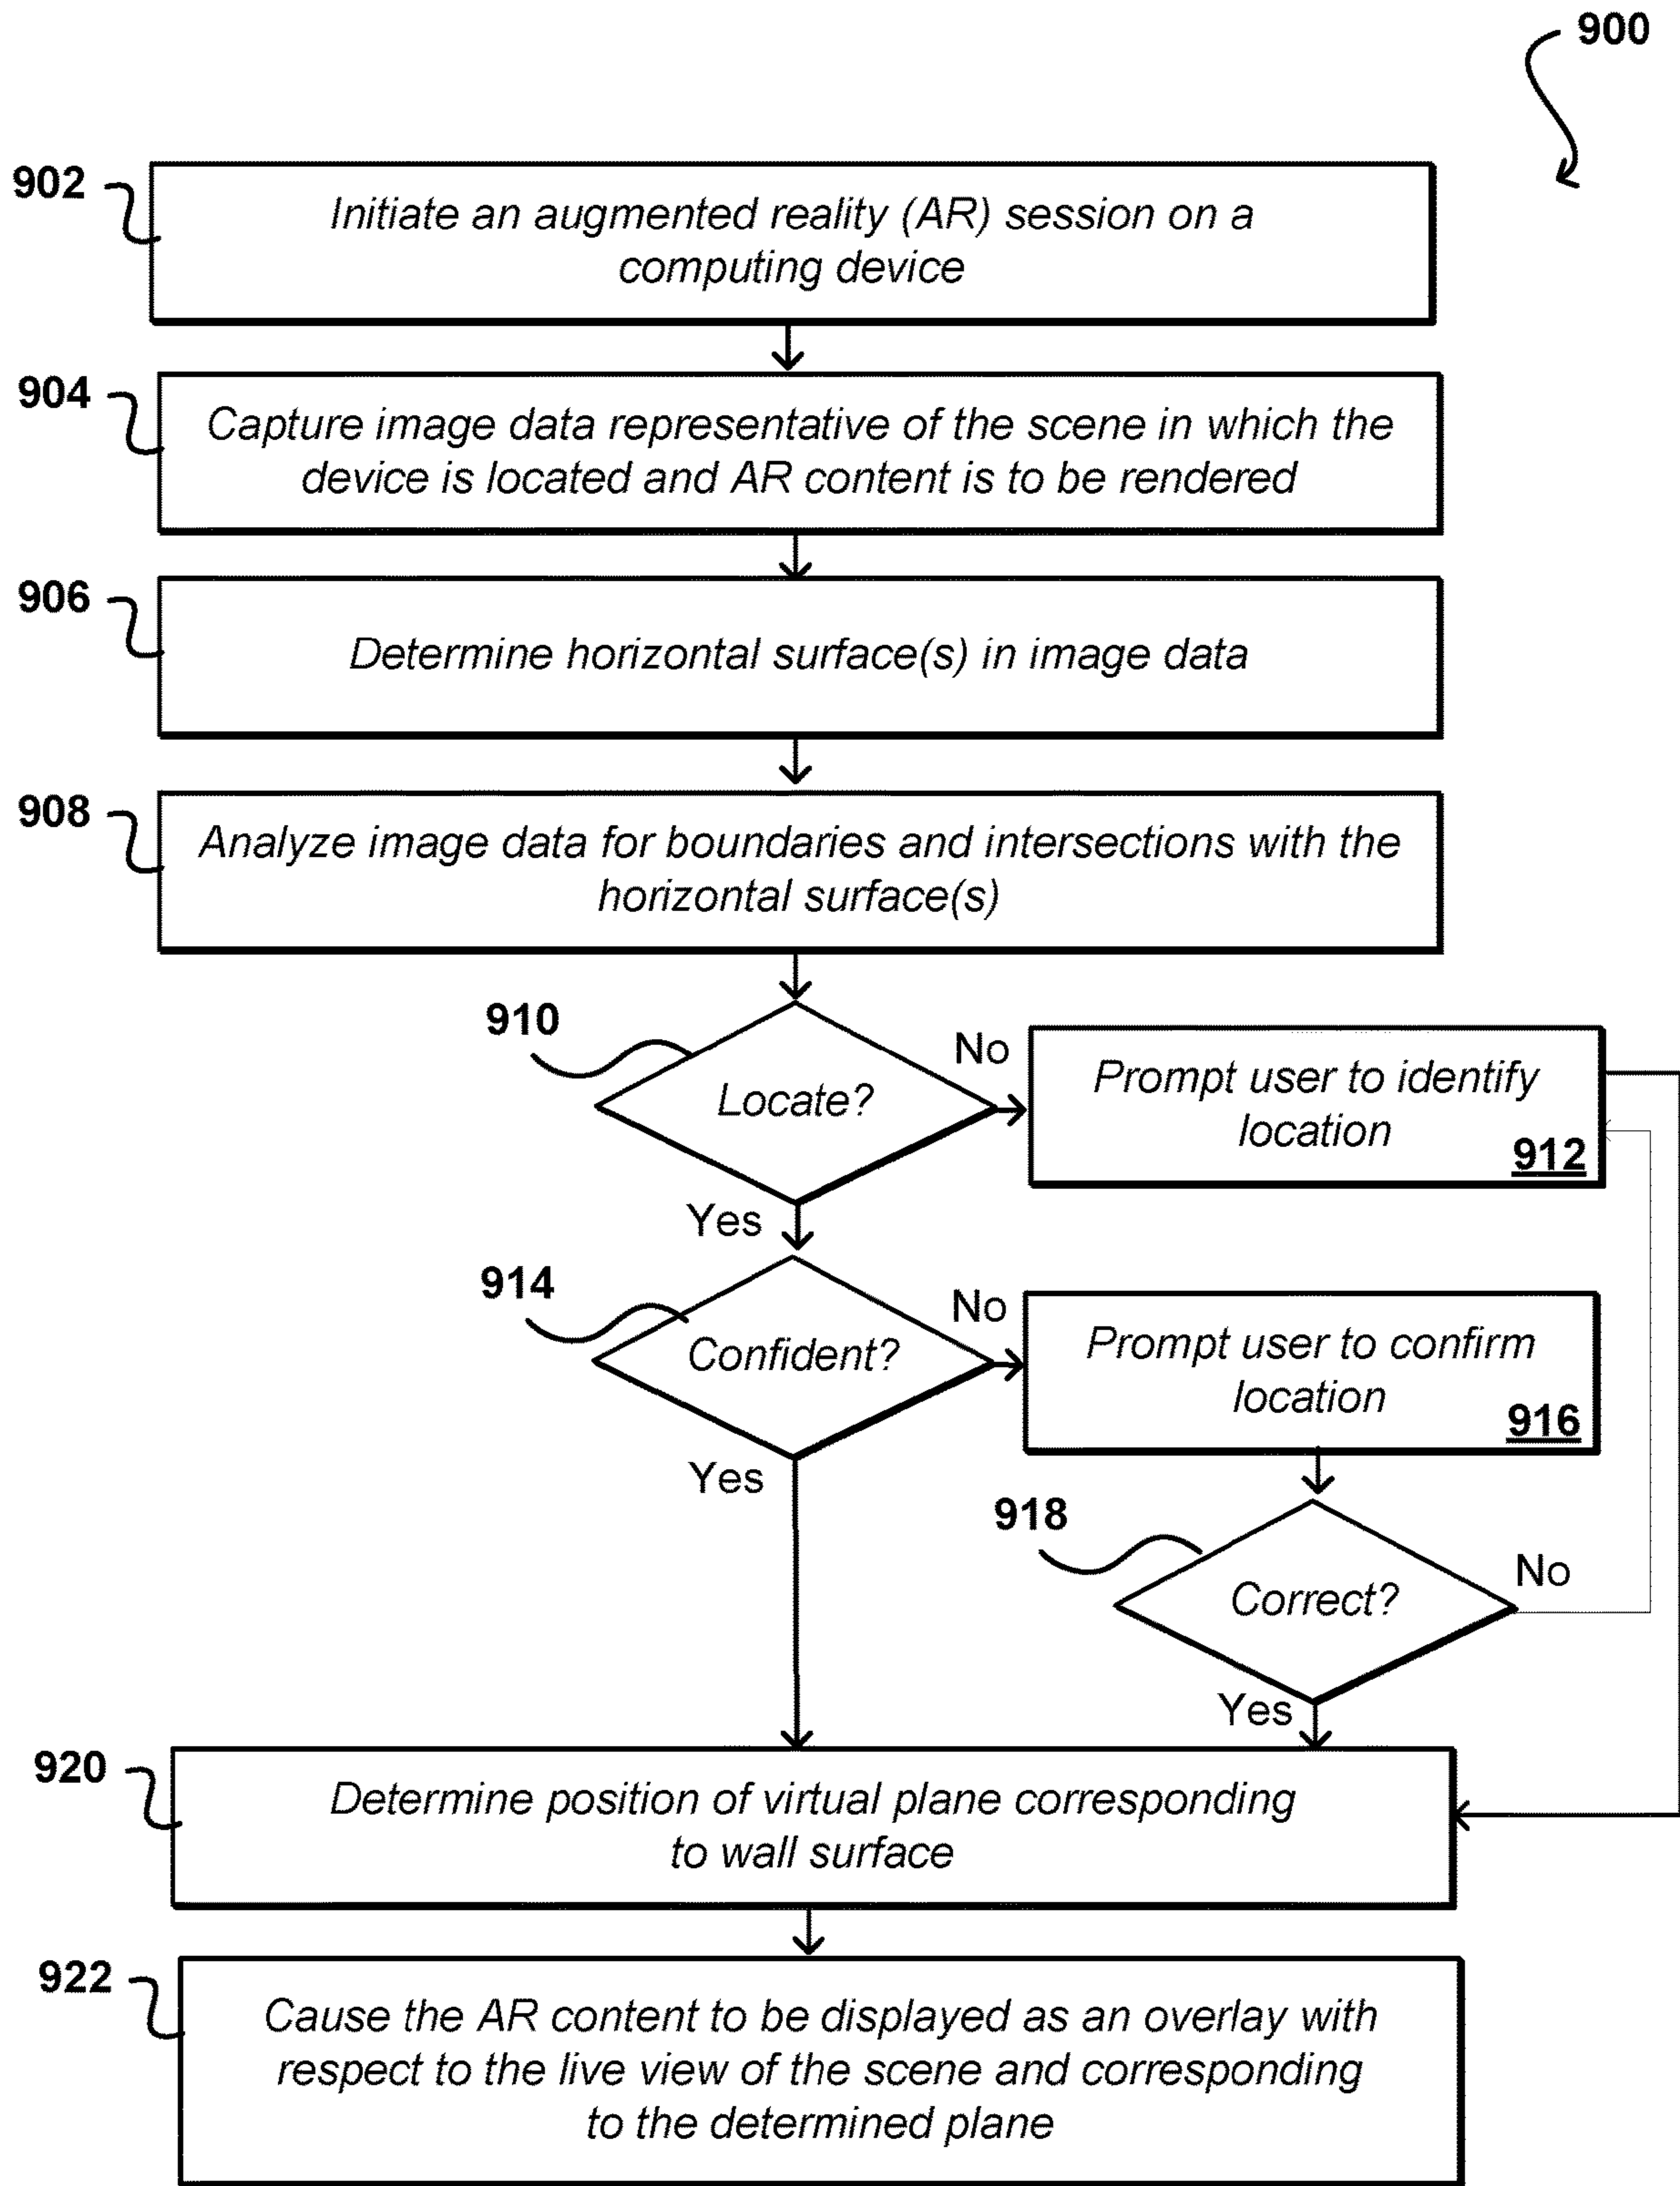 900
902
Initiate an augmented reality (AR) session on a
computing device
904
Capture image data representative of the scene in which the
device is located and AR content is to be rendered
906
Determine horizontal surface(s) in image data
908
Analyze image data for boundaries and intersections with the
horizontal surface(s)
910
Locate?
No
Prompt user to identify
location
912
Yes
914
Confident?
No
Prompt user to confirm
location
916
Yes
918
Correct?
No
Yes
920
Determine position of virtual plane corresponding
to wall surface
922
Cause the AR content to be displayed as an overlay with
respect to the live view of the scene and corresponding
to the determined plane